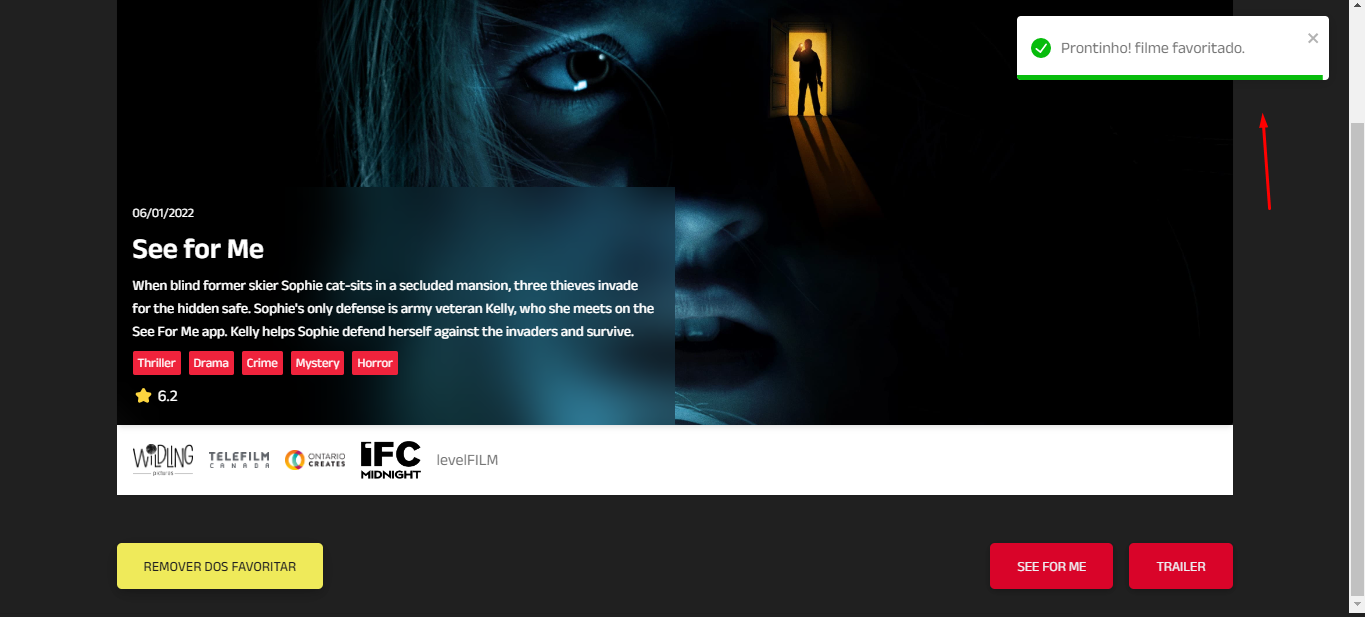 Prontinho! filme favoritado.
06/01/2022
See for Me
When blind former skier Sophie cat-sits in a secluded mansion, three thieves invade
for the hidden safe. Sophie's only defense is army veteran Kelly, who she meets on the
See For Me app. Kelly helps Sophie defend herself against the invaders and survive.
Thriller Drama Crime Mystery Horror
6.2
WILDLING pictures
TELEFILM CANADA
ONTARIO CREATES
IFC MIDNIGHT
levelFILM
REMOVER DOS FAVORITAR
SEE FOR ME
TRAILER